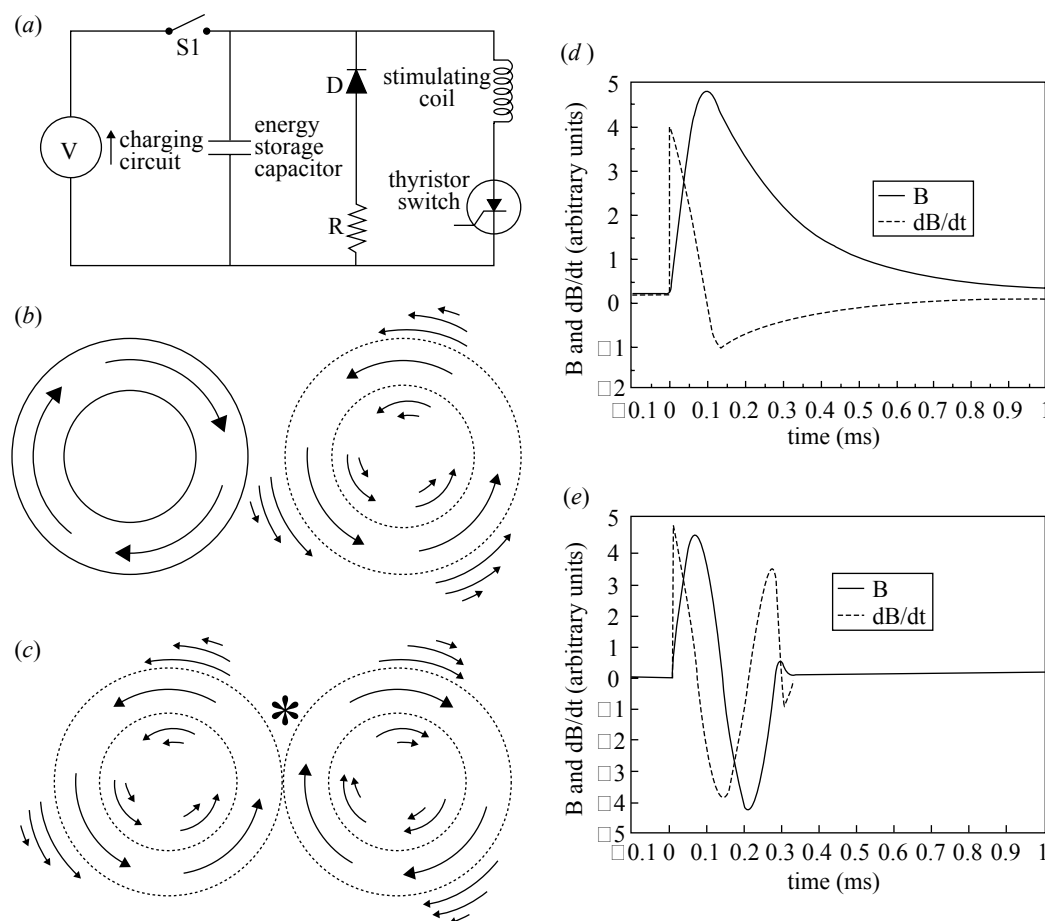 (a)
S1
D
stimulating
coil
V
charging
circuit
energy
storage
capacitor
thyristor
switch
R
(b)
(c)
*
(d)
B and dB/dt (arbitrary units)
5
4
3
2
1
0
□1
□2
B
dB/dt
□0.1 0 0.1 0.2 0.3 0.4 0.5 0.6 0.7 0.8 0.9 1
time (ms)
(e)
B and dB/dt (arbitrary units)
5
4
3
2
1
0
□1
□2
□3
□4
□5
B
dB/dt
□0.1 0 0.1 0.2 0.3 0.4 0.5 0.6 0.7 0.8 0.9 1
time (ms)